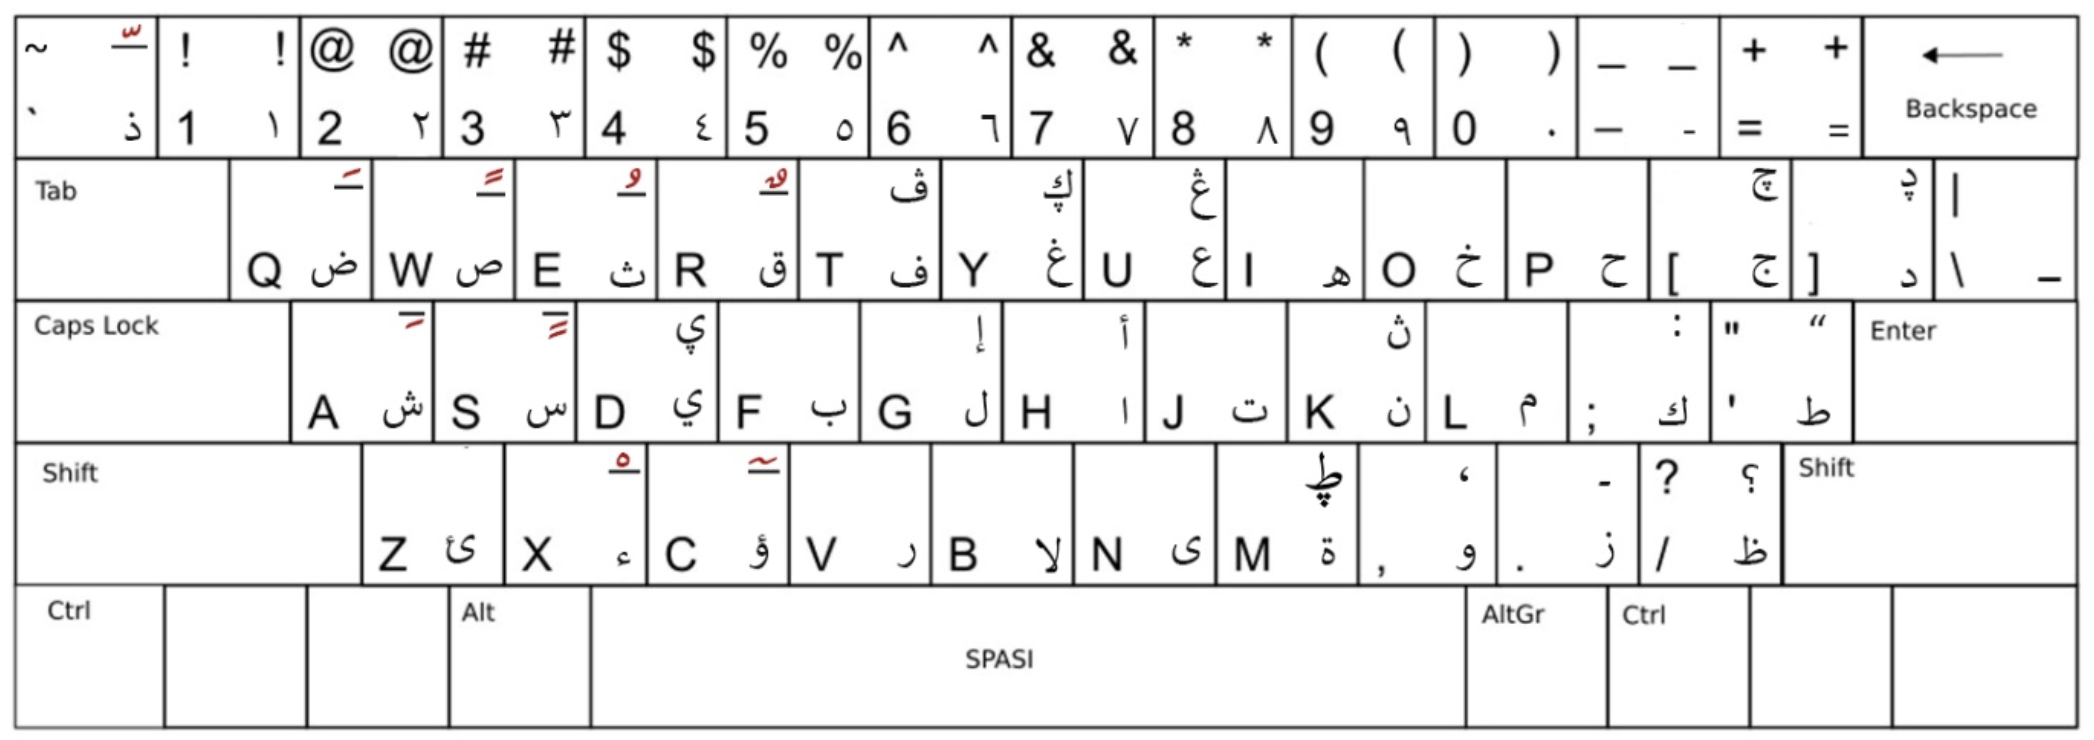 ~ ّ ! ! @ @ # # $ $ % % ^ ^ & & * * ( ( ) ) _ _ + +
` ذ 1 ١ 2 ٢ 3 ٣ 4 ٤ 5 ٥ 6 ٦ 7 ٧ 8 ٨ 9 ٩ 0 ٠ – - = = Backspace
Tab َ ً ُ ٌ ڤ ڮ ڠ چ ڊ |
Q ض W ص E ث R ق T ف Y غ U ع I ه O خ P ح [ ج ] د \ –
Caps Lock ِ ٍ ي إ أ : " “ Enter
A ش S س D ي F ب G ل H ا J ت K ن L م ; ك ' ط
Shift ْ ~ ، - ? ؟ Shift
Z ئ X ء C ؤ V ر B لا N ى M ة , و . ز / ظ
Ctrl Alt SPASI AltGr Ctrl